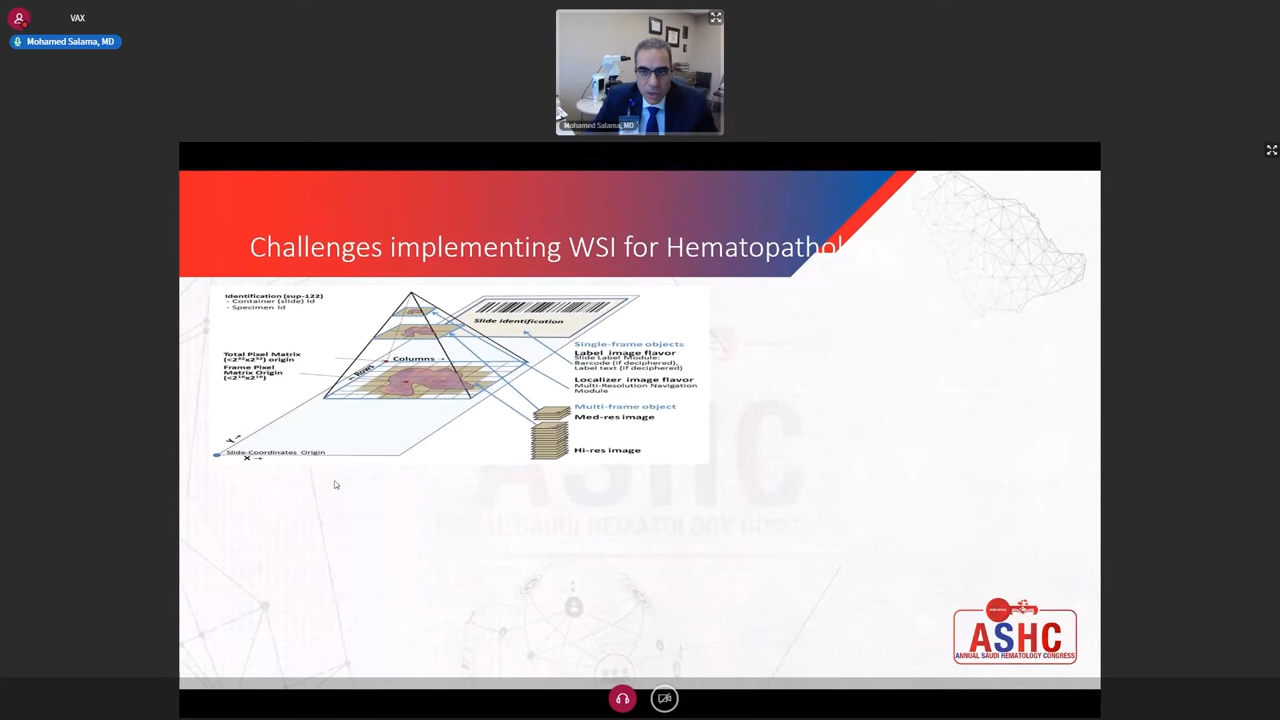 VAX
Mohamed Salama, MD
Mohamed Salama, MD
Challenges implementing WSI for Hematopathol
Identification (sup-122)
- Container (slide) Id
- Specimen Id
Slide identification
Total Pixel Matrix
(<2³²x2³²) origin
Frame Pixel
Matrix Origin
(<2¹⁶x2¹⁶)
Columns →
← Rows
Single-frame objects
Label image flavor
Slide Label Module:
Barcode (if deciphered),
Label text (if deciphered)
Localizer image flavor
Multi-Resolution Navigation
Module
Multi-frame object
Med-res image
Hi-res image
Y →
Slide-Coordinates Origin
X →
ASHC
ANNUAL SAUDI HEMATOLOGY CONGRESS